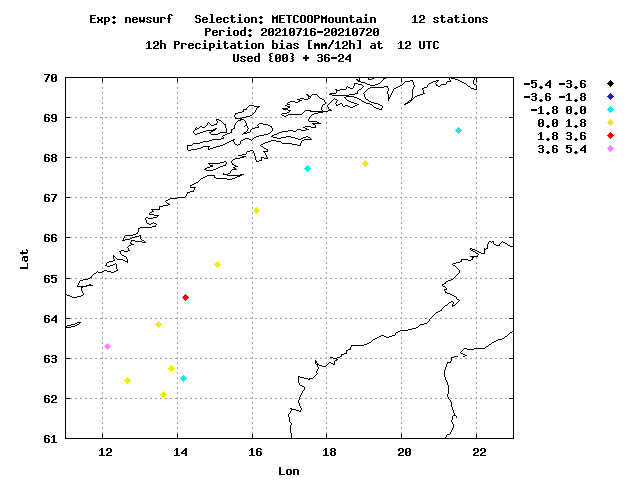 Exp: newsurf Selection: METCOOPMountain 12 stations
Period: 20210716-20210720
12h Precipitation bias [mm/12h] at 12 UTC
Used {00} + 36-24
70
69
68
67
66
65
64
63
62
61
Lat
12 14 16 18 20 22
Lon
-5.4 -3.6
-3.6 -1.8
-1.8 0.0
0.0 1.8
1.8 3.6
3.6 5.4